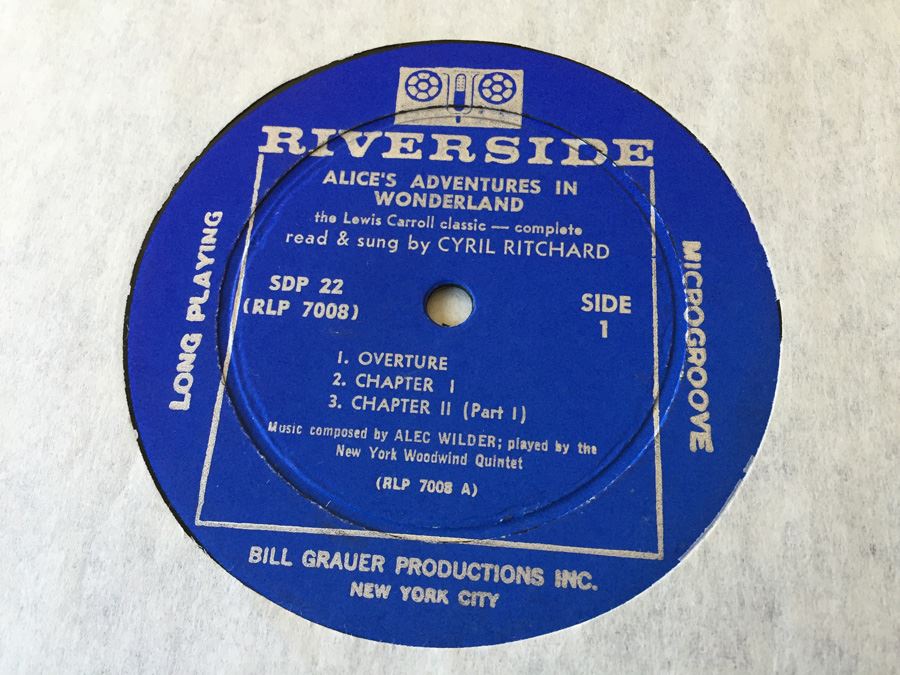 RIVERSIDE
ALICE'S ADVENTURES IN
WONDERLAND
the Lewis Carroll classic — complete
read & sung by CYRIL RITCHARD
LONG PLAYING
SDP 22
(RLP 7008)
SIDE
1
MICROGROOVE
1. OVERTURE
2. CHAPTER I
3. CHAPTER II (Part I)
Music composed by ALEC WILDER; played by the
New York Woodwind Quintet
(RLP 7008 A)
BILL GRAUER PRODUCTIONS INC.
NEW YORK CITY